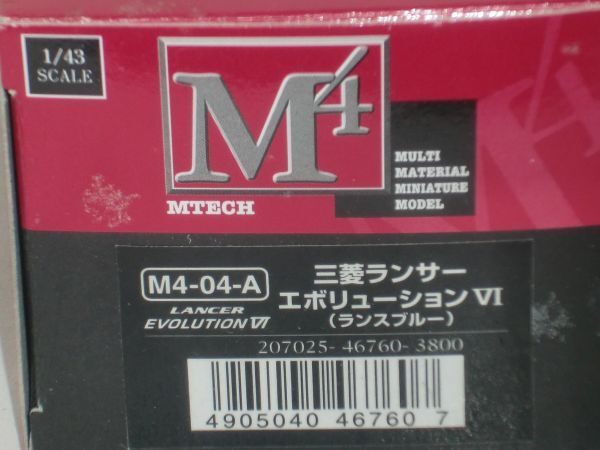 1/43
SCALE
M4
MTECH
MULTI
MATERIAL
MINIATURE
MODEL
M4-04-A
LANCER
EVOLUTION VI
三菱ランサー
エボリューションⅥ
(ランスブルー)
207025-46760-3800
4905040 46760 7